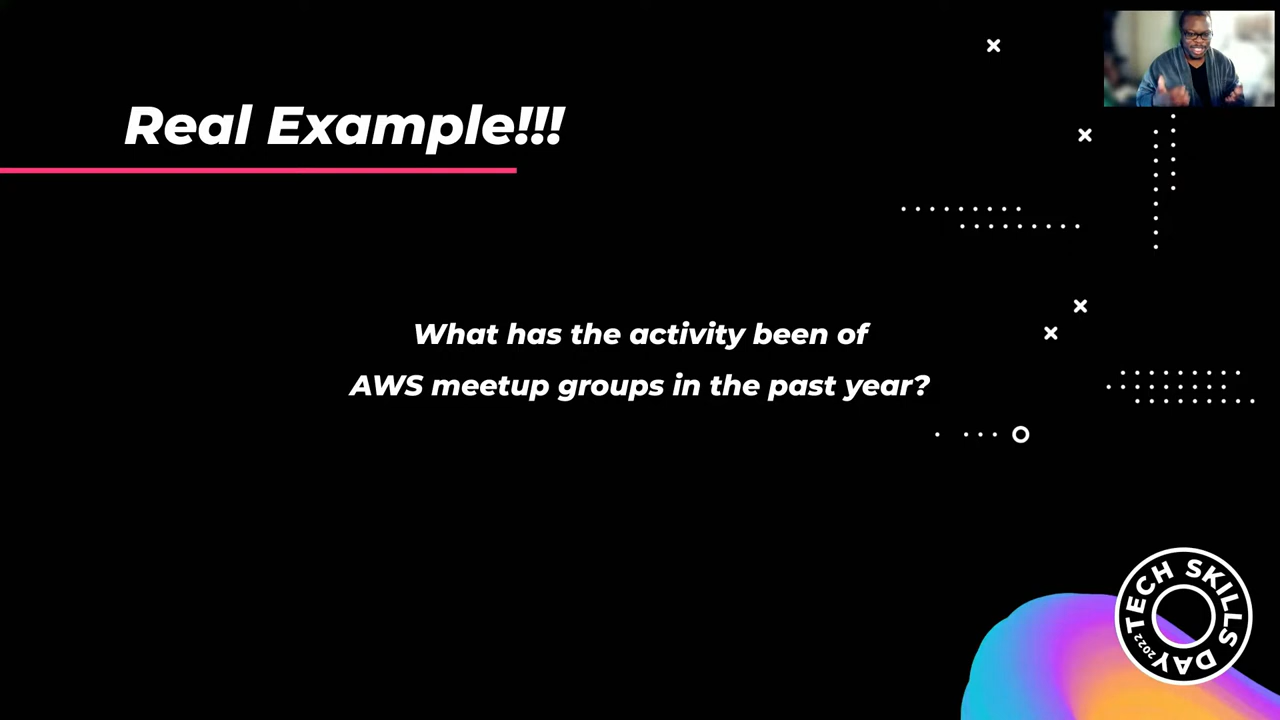 Real Example!!!
What has the activity been of
AWS meetup groups in the past year?
TECH SKILLS DAY 2022